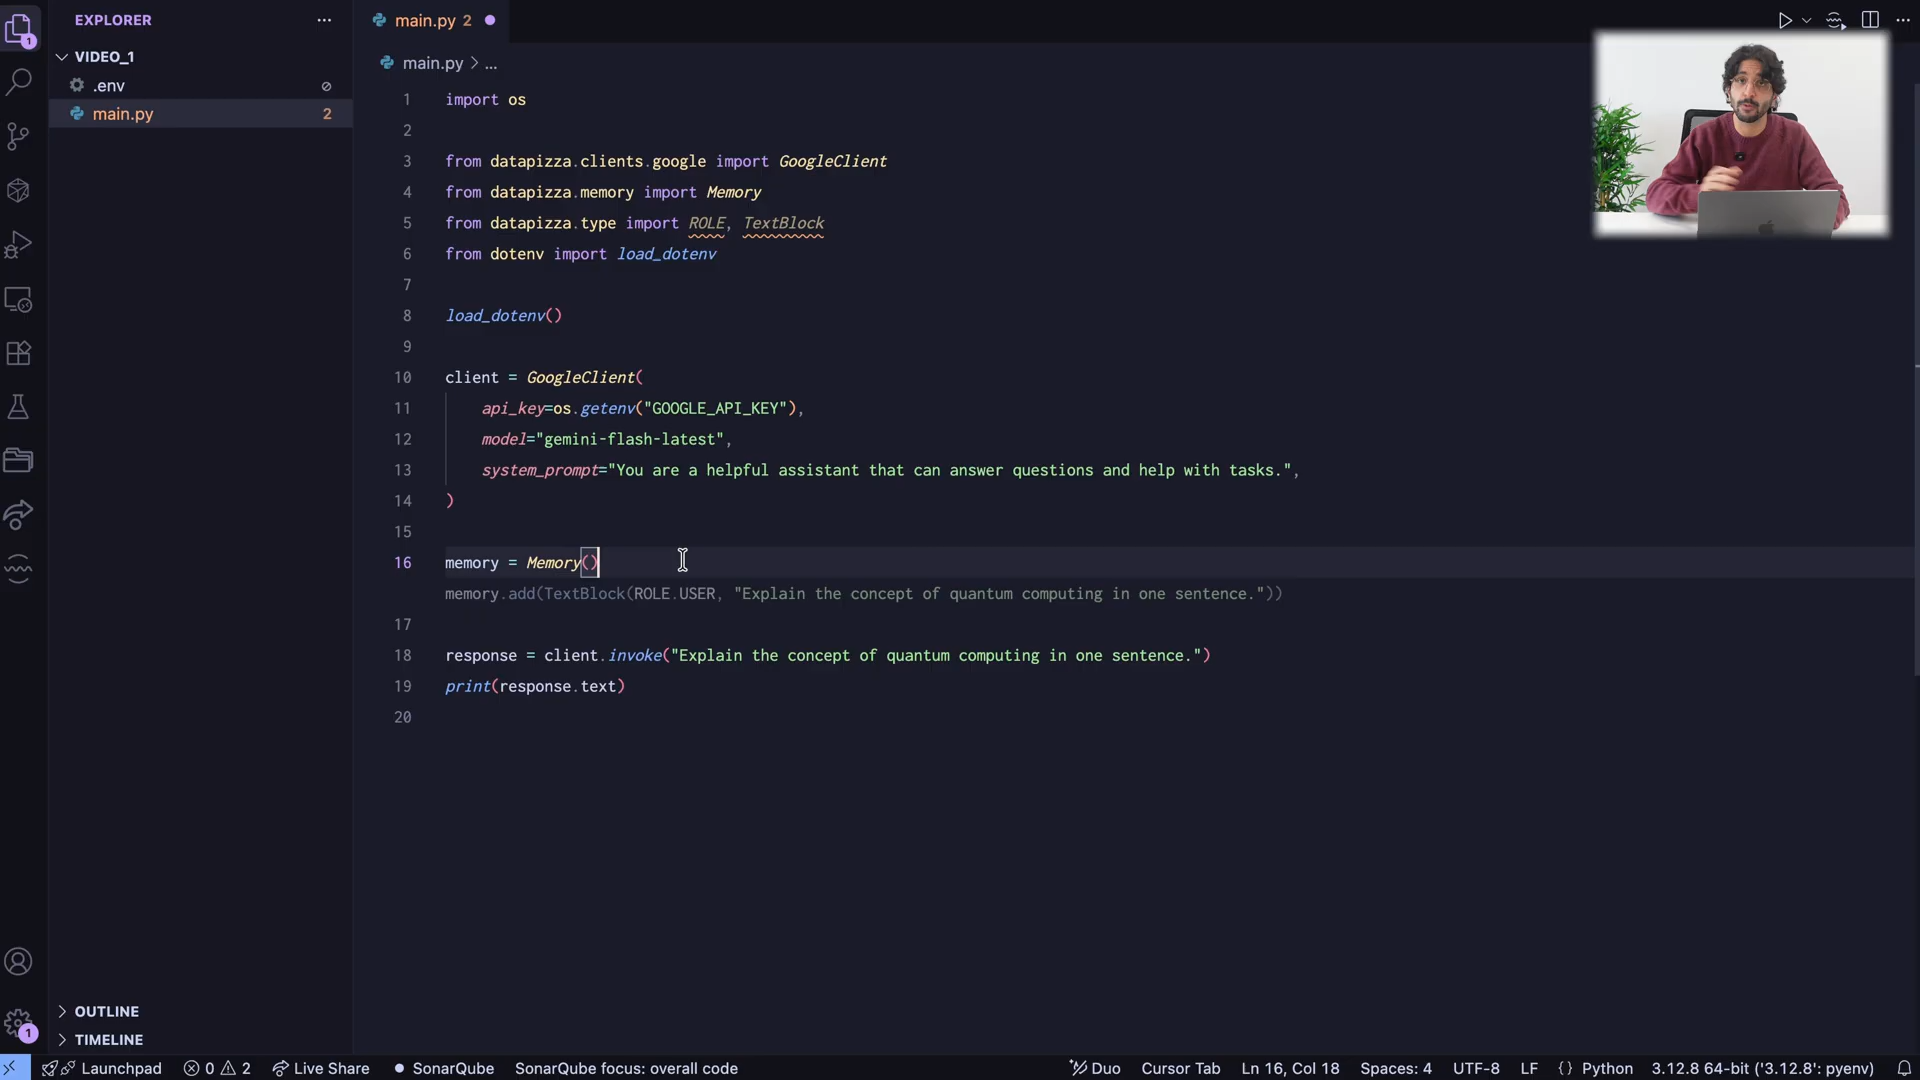 EXPLORER
VIDEO_1
.env
main.py 2
OUTLINE
TIMELINE
main.py 2
main.py > ...
1 import os
2
3 from datapizza.clients.google import GoogleClient
4 from datapizza.memory import Memory
5 from datapizza.type import ROLE, TextBlock
6 from dotenv import load_dotenv
7
8 load_dotenv()
9
10 client = GoogleClient(
11 api_key=os.getenv("GOOGLE_API_KEY"),
12 model="gemini-flash-latest",
13 system_prompt="You are a helpful assistant that can answer questions and help with tasks.",
14 )
15
16 memory = Memory()
memory.add(TextBlock(ROLE.USER, "Explain the concept of quantum computing in one sentence."))
17
18 response = client.invoke("Explain the concept of quantum computing in one sentence.")
19 print(response.text)
20
1
1
Launchpad 0 2 Live Share SonarQube SonarQube focus: overall code Duo Cursor Tab Ln 16, Col 18 Spaces: 4 UTF-8 LF {} Python 3.12.8 64-bit ('3.12.8': pyenv)